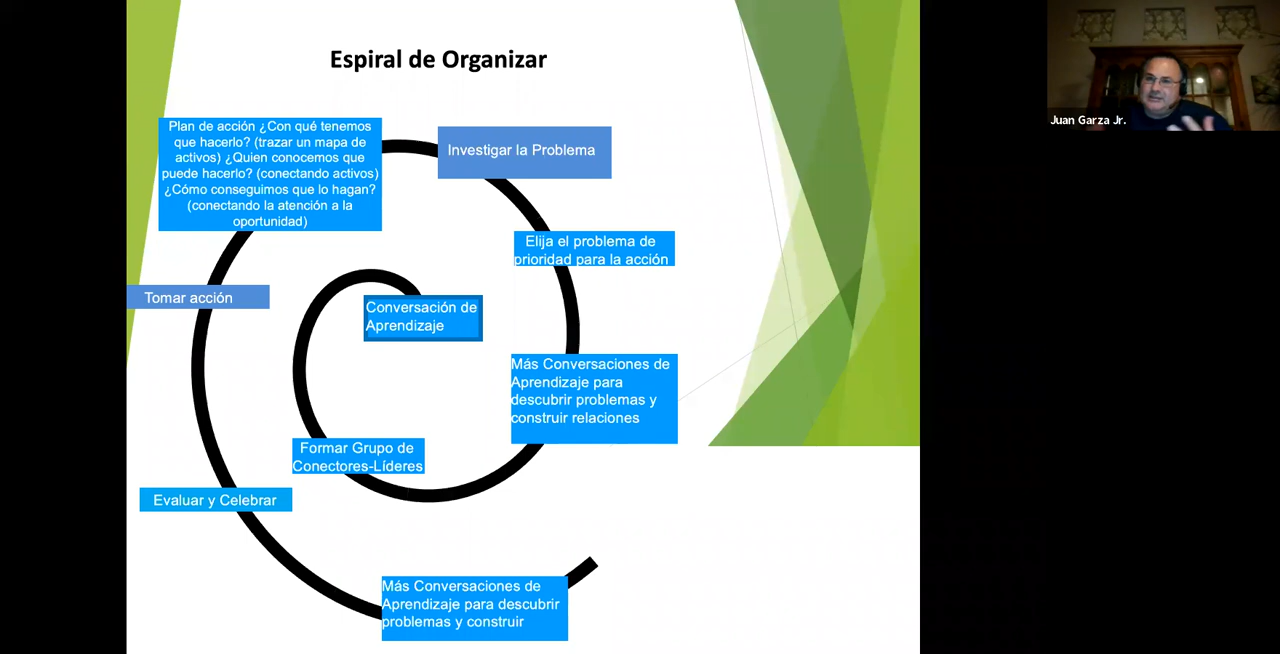 Espiral de Organizar
Juan Garza Jr.
Plan de acción ¿Con qué tenemos
que hacerlo? (trazar un mapa de
activos) ¿Quien conocemos que
puede hacerlo? (conectando activos)
¿Cómo conseguimos que lo hagan?
(conectando la atención a la
oportunidad)
Investigar la Problema
Elija el problema de
prioridad para la acción
Tomar acción
Conversación de
Aprendizaje
Más Conversaciones de
Aprendizaje para
descubrir problemas y
construir relaciones
Formar Grupo de
Conectores-Líderes
Evaluar y Celebrar
Más Conversaciones de
Aprendizaje para descubrir
problemas y construir